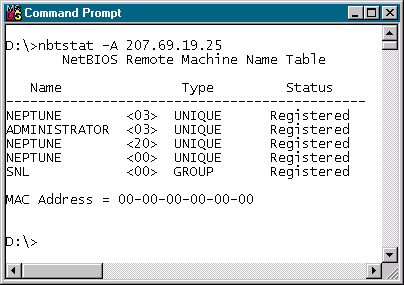 Command Prompt
D:\>nbtstat -A 207.69.19.25
NetBIOS Remote Machine Name Table
Name Type Status
---------------------------------------------
NEPTUNE <03> UNIQUE Registered
ADMINISTRATOR <03> UNIQUE Registered
NEPTUNE <20> UNIQUE Registered
NEPTUNE <00> UNIQUE Registered
SNL <00> GROUP Registered
MAC Address = 00-00-00-00-00-00
D:\>